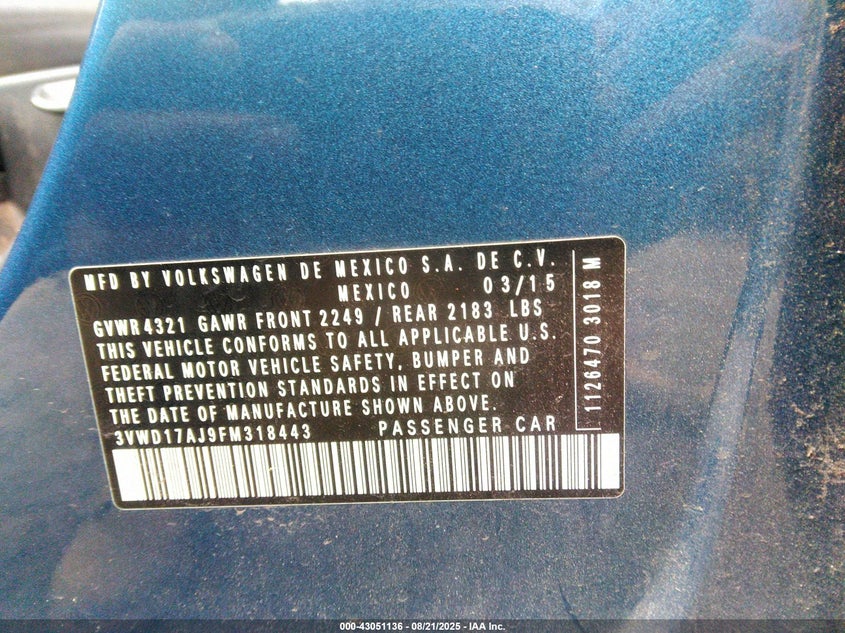 MFD BY VOLKSWAGEN DE MEXICO S.A. DE C.V.
MEXICO 03/15
GVWR 4321 GAWR FRONT 2249 / REAR 2183 LBS
THIS VEHICLE CONFORMS TO ALL APPLICABLE U.S.
FEDERAL MOTOR VEHICLE SAFETY, BUMPER AND
THEFT PREVENTION STANDARDS IN EFFECT ON
THE DATE OF MANUFACTURE SHOWN ABOVE.
3VWD17AJ9FM318443 PASSENGER CAR
1126470 3018 M
000-43051136 - 08/21/2025 - IAA Inc.